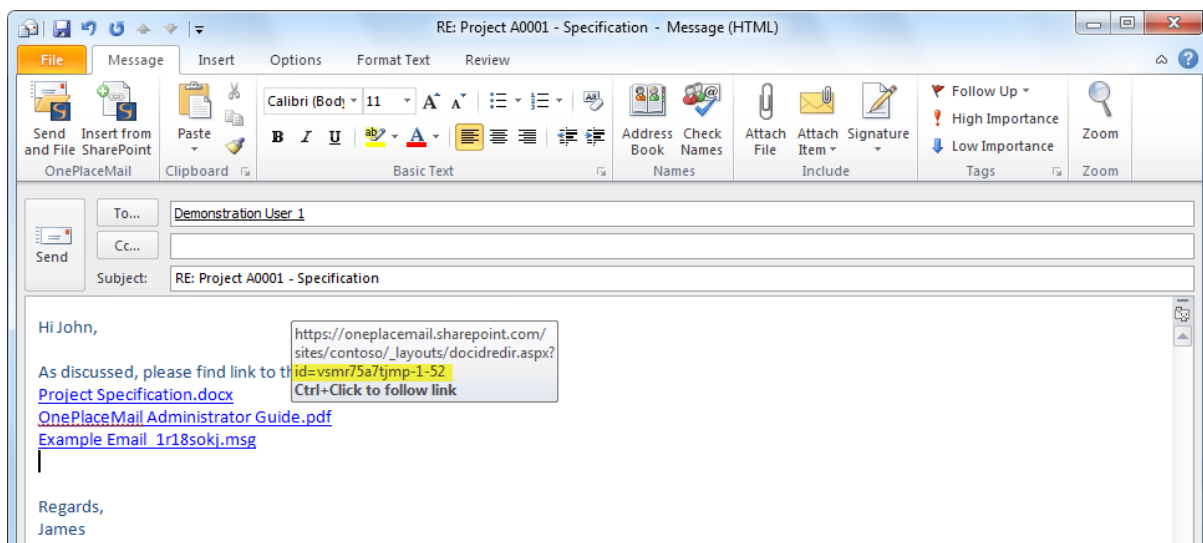 RE: Project A0001 - Specification - Message (HTML)
File Message Insert Options Format Text Review
Send and File
Insert from SharePoint
OnePlaceMail
Paste
Clipboard
Calibri (Body 11
B I U
Basic Text
Address Book
Check Names
Names
Attach File
Attach Item
Signature
Include
Follow Up
High Importance
Low Importance
Tags
Zoom
Zoom
Send
To... Demonstration User 1
Cc...
Subject: RE: Project A0001 - Specification
Hi John,
https://oneplacemail.sharepoint.com/
sites/contoso/_layouts/docidredir.aspx?
id=vsmr75a7tjmp-1-52
Ctrl+Click to follow link
As discussed, please find link to th
Project Specification.docx
OnePlaceMail Administrator Guide.pdf
Example Email_1r18sokj.msg
Regards,
James